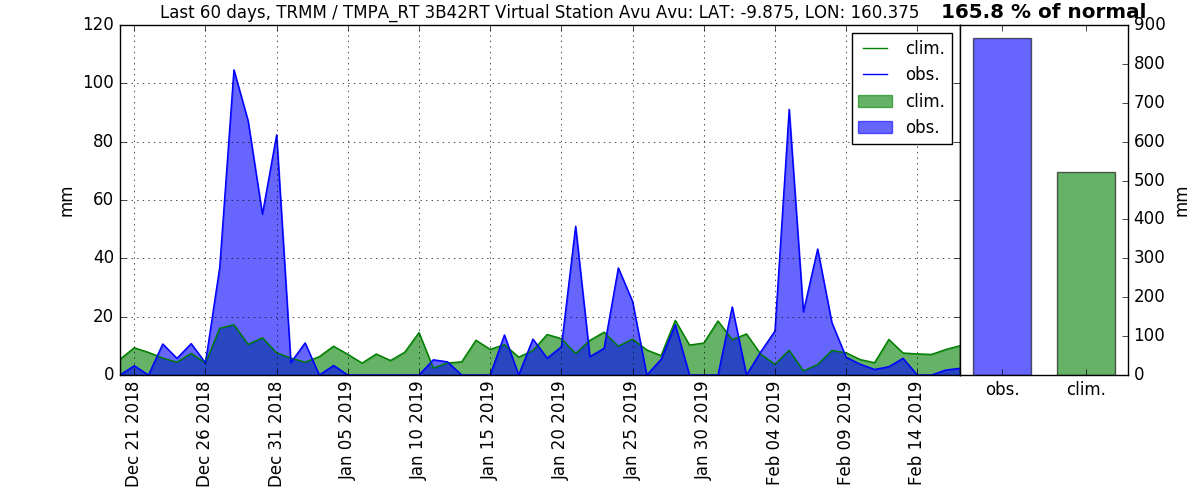 Last 60 days, TRMM / TMPA_RT 3B42RT Virtual Station Avu Avu: LAT: -9.875, LON: 160.375
165.8 % of normal
120
100
80
60
40
20
0
mm
clim.
obs.
clim.
obs.
Dec 21 2018
Dec 26 2018
Dec 31 2018
Jan 05 2019
Jan 10 2019
Jan 15 2019
Jan 20 2019
Jan 25 2019
Jan 30 2019
Feb 04 2019
Feb 09 2019
Feb 14 2019
900
800
700
600
500
400
300
200
100
0
mm
obs.
clim.